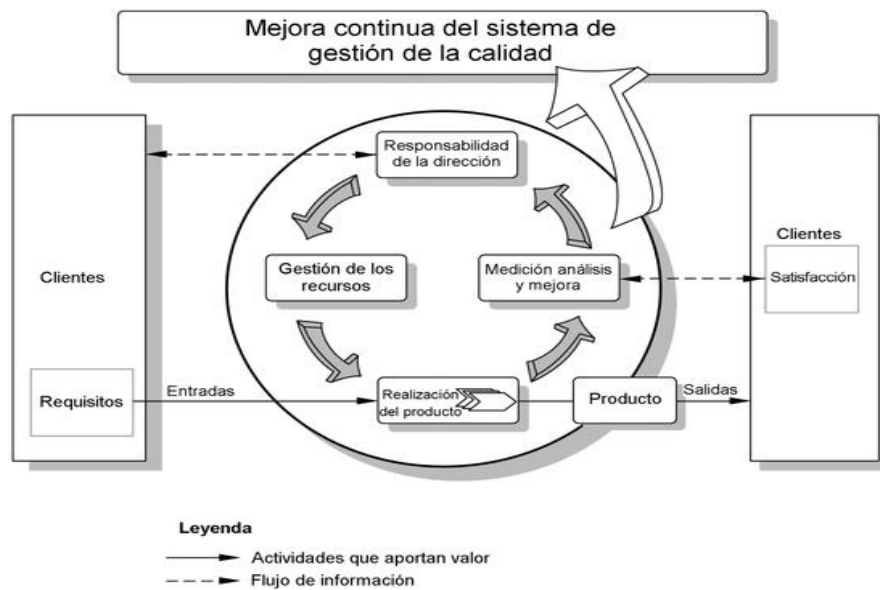 Mejora continua del sistema de
gestión de la calidad
Responsabilidad
de la dirección
Clientes
Gestión de los
recursos
Medición análisis
y mejora
Clientes
Satisfacción
Requisitos
Entradas
Realización
del producto
Producto
Salidas
Leyenda
Actividades que aportan valor
Flujo de información